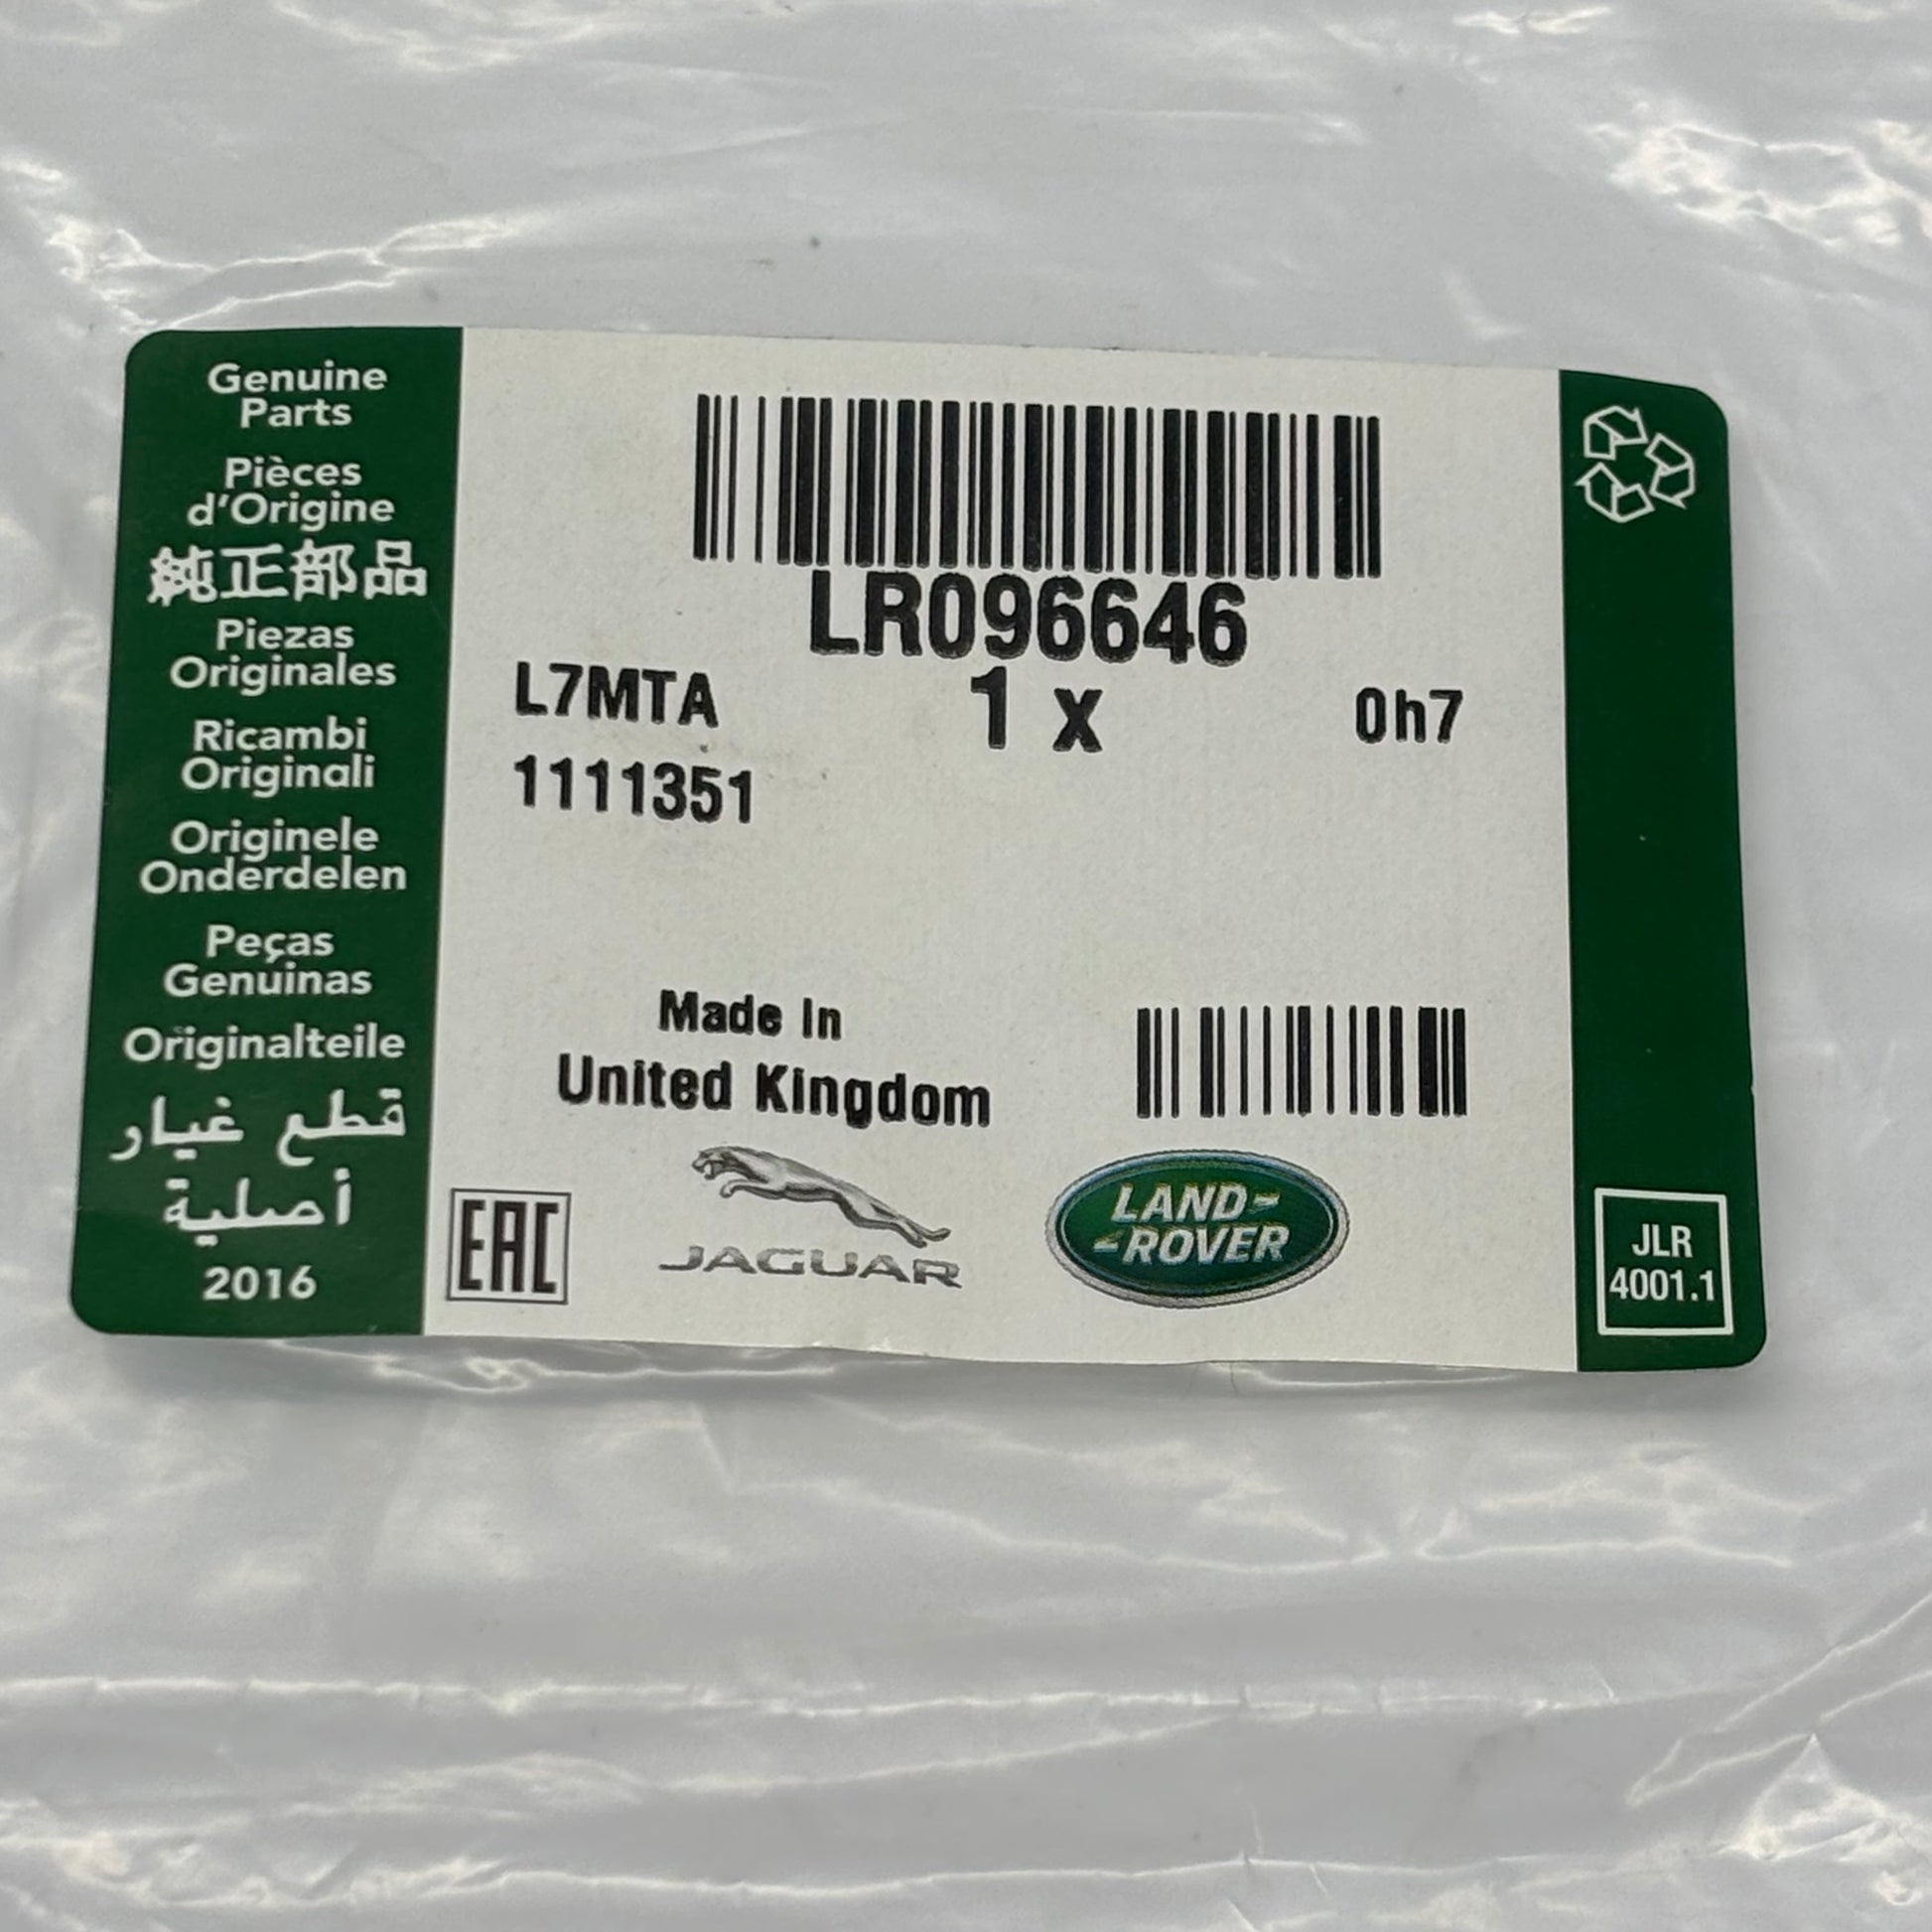 Genuine
Parts
Pièces
d'Origine
純正部品
Piezas
Originales
Ricambi
Originali
Originele
Onderdelen
Peças
Genuinas
Originalteile
قطع غيار
أصلية
2016
LR096646
L7MTA 1 x 0h7
1111351
Made In
United Kingdom
EAC
JAGUAR
LAND-
-ROVER
JLR
4001.1